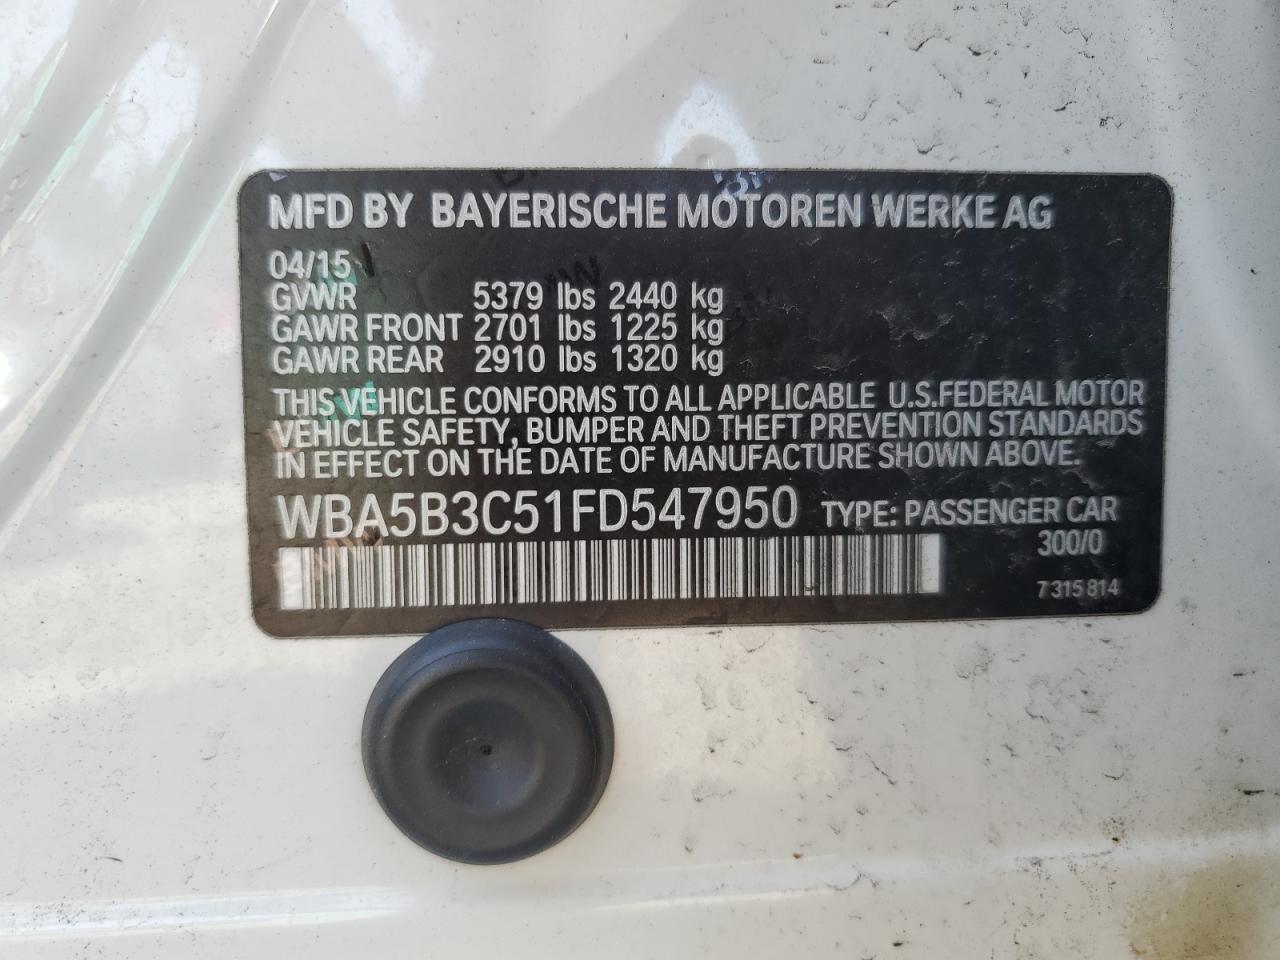 MFD BY BAYERISCHE MOTOREN WERKE AG
04/15
GVWR 5379 lbs 2440 kg
GAWR FRONT 2701 lbs 1225 kg
GAWR REAR 2910 lbs 1320 kg
THIS VEHICLE CONFORMS TO ALL APPLICABLE U.S.FEDERAL MOTOR
VEHICLE SAFETY, BUMPER AND THEFT PREVENTION STANDARDS
IN EFFECT ON THE DATE OF MANUFACTURE SHOWN ABOVE.
WBA5B3C51FD547950 TYPE: PASSENGER CAR
300/0
7 315 814